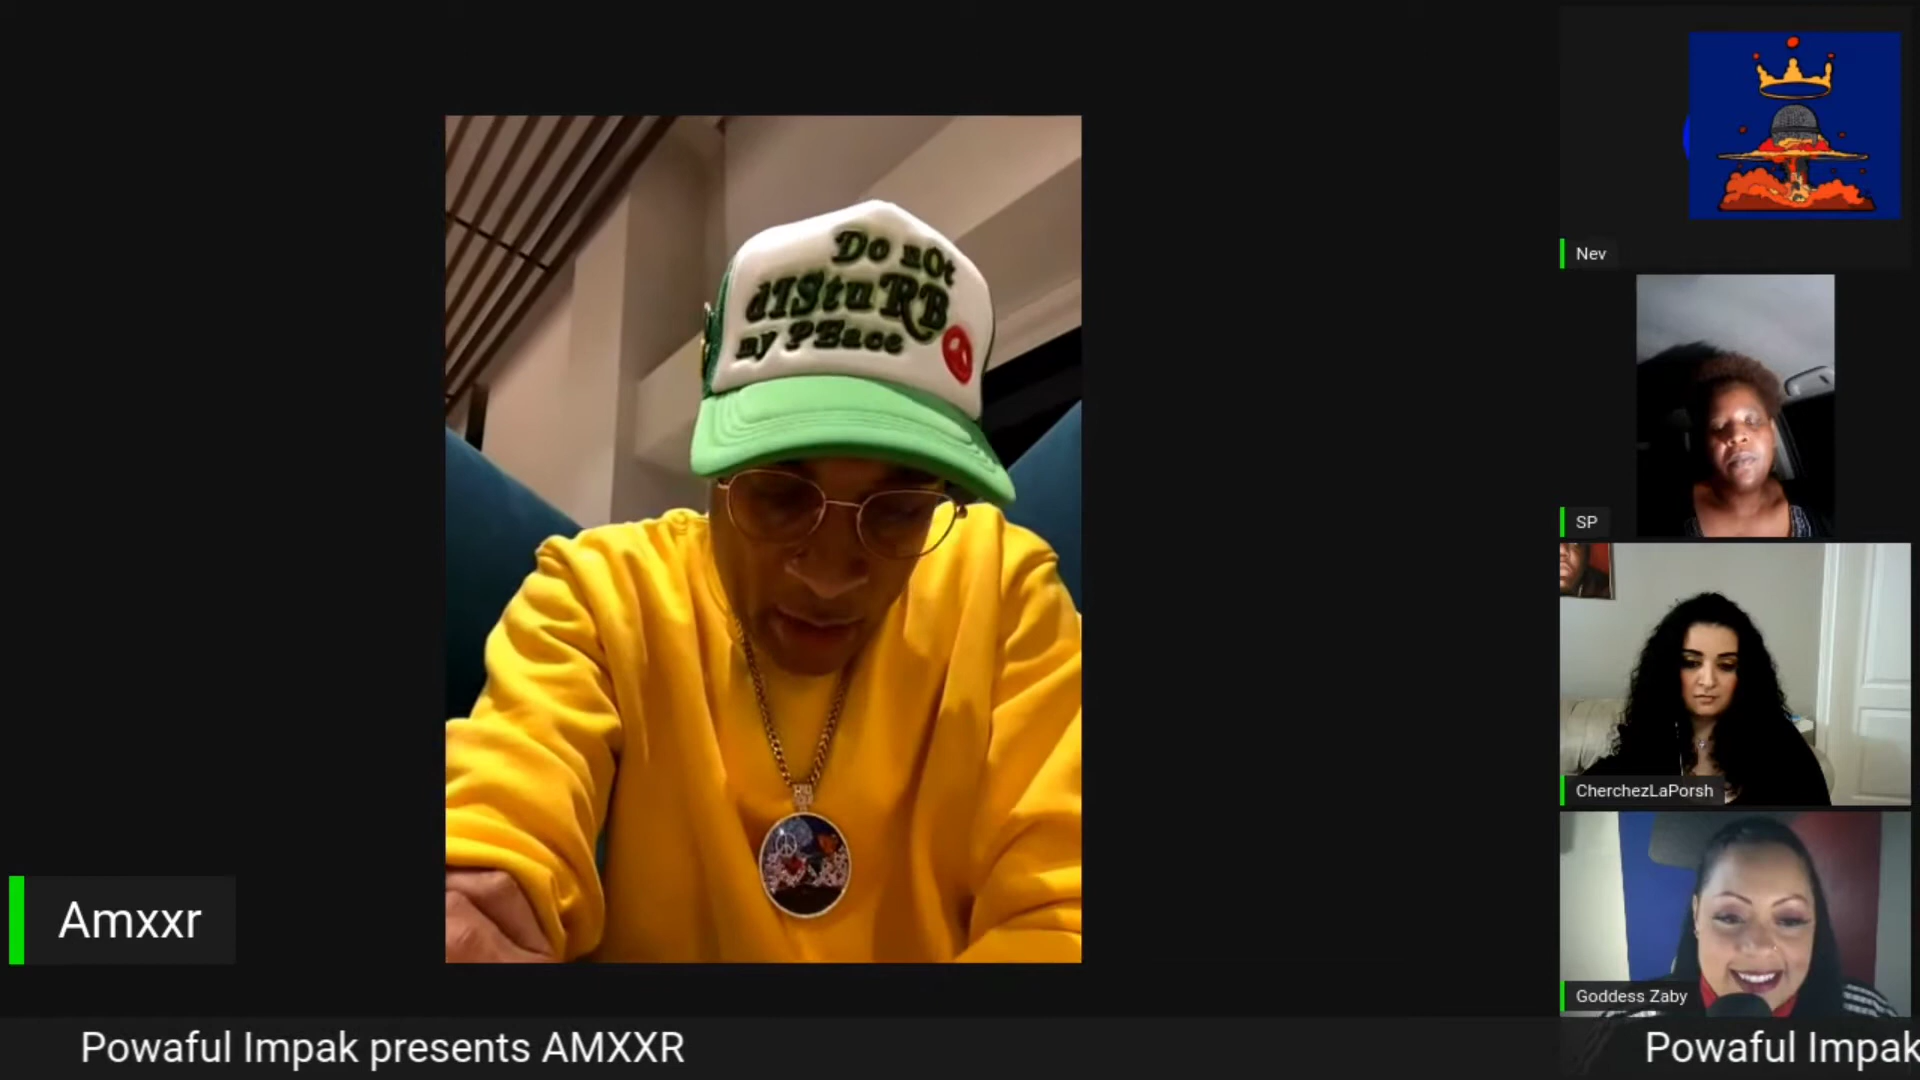 Do nOt
dIStuRB
my PEace
Nev
SP
CherchezLaPorsh
Goddess Zaby
Amxxr
Powaful Impak presents AMXXR
Powaful Impak